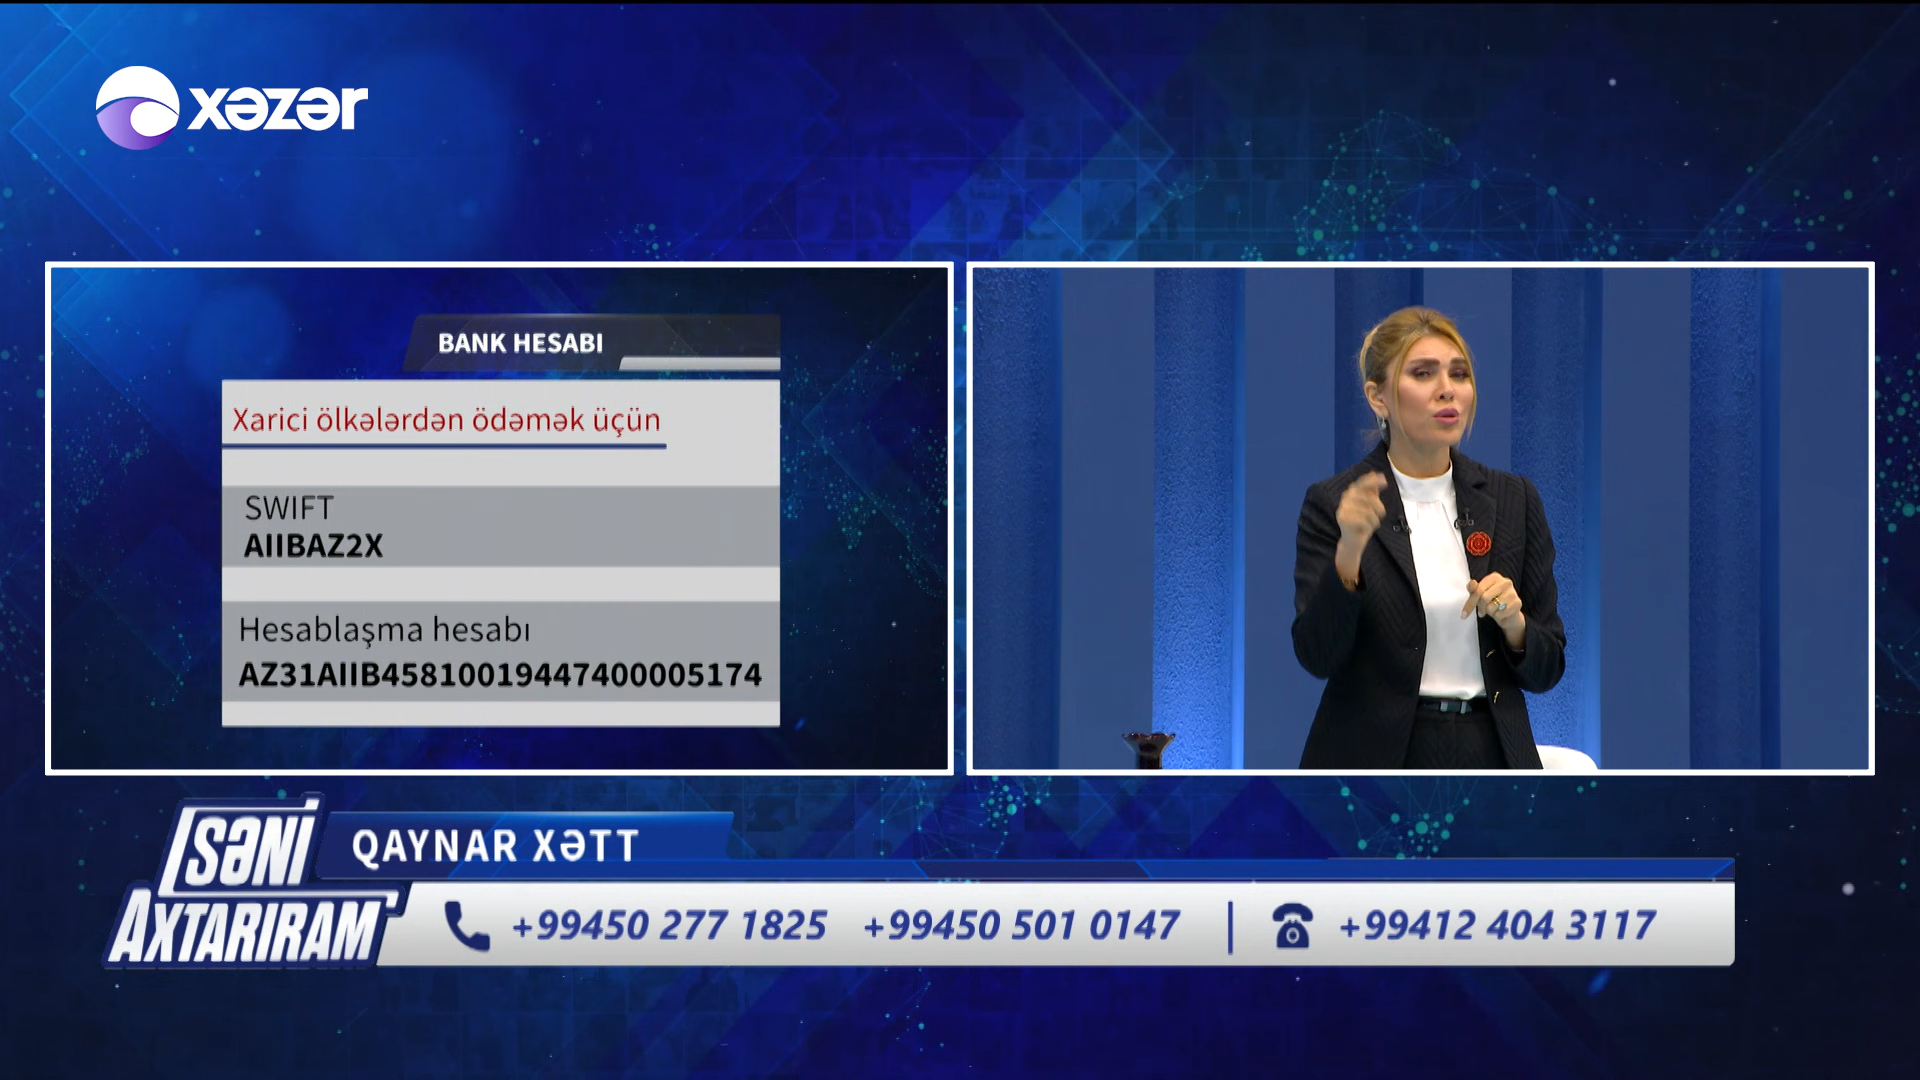 xəzər
BANK HESABI
Xarici ölkələrdən ödəmək üçün
SWIFT
AIIBAZ2X
Hesablaşma hesabı
AZ31AIIB45810019447400005174
SƏNİ
AXTARIRAM
QAYNAR XƏTT
+99450 277 1825 +99450 501 0147 | +99412 404 3117